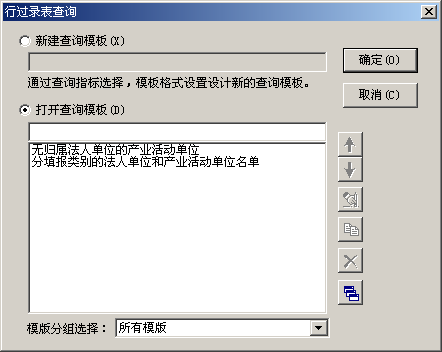 行过录表查询
新建查询模板(X)
通过查询指标选择，模板格式设置设计新的查询模板。
打开查询模板(D)
无归属法人单位的产业活动单位
分填报类别的法人单位和产业活动单位名单
模版分组选择：
所有模版
确定(O)
取消(C)